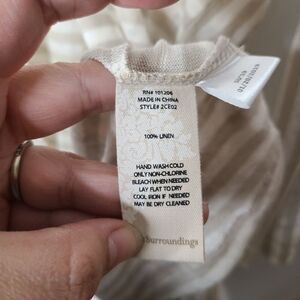 RN# 101206
MADE IN CHINA
STYLE# 2CE02
100% LINEN
HAND WASH COLD
ONLY NON-CHLORINE
BLEACH WHEN NEEDED
LAY FLAT TO DRY
COOL IRON IF NEEDED
MAY BE DRY CLEANED
Surroundings